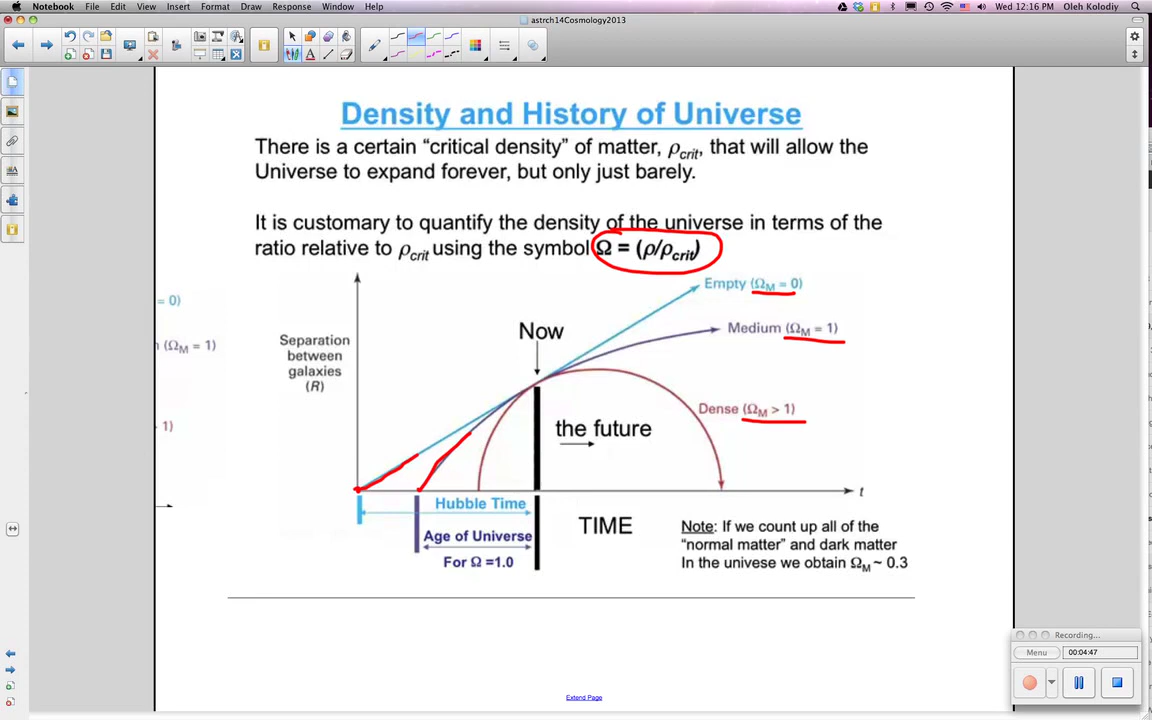 Notebook File Edit View Insert Format Draw Response Window Help
Wed 12:16 PM Oleh Kolodiy
astrch14Cosmology2013
Density and History of Universe
There is a certain “critical density” of matter, ρcrit, that will allow the
Universe to expand forever, but only just barely.
It is customary to quantify the density of the universe in terms of the
ratio relative to ρcrit using the symbol Ω = (ρ/ρcrit)
= 0)
(ΩM = 1)
1)
Empty (ΩM = 0)
Medium (ΩM = 1)
Dense (ΩM > 1)
Now
Separation
between
galaxies
(R)
the future
t
Hubble Time
Age of Universe
For Ω =1.0
TIME
Note: If we count up all of the
“normal matter” and dark matter
In the univese we obtain ΩM ~ 0.3
Extend Page
Recording...
Menu
00:04:47